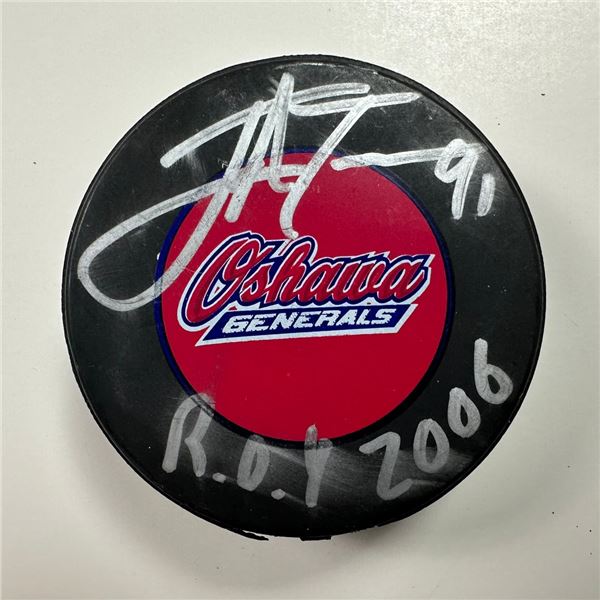 91
Oshawa
GENERALS
R.O.Y 2006